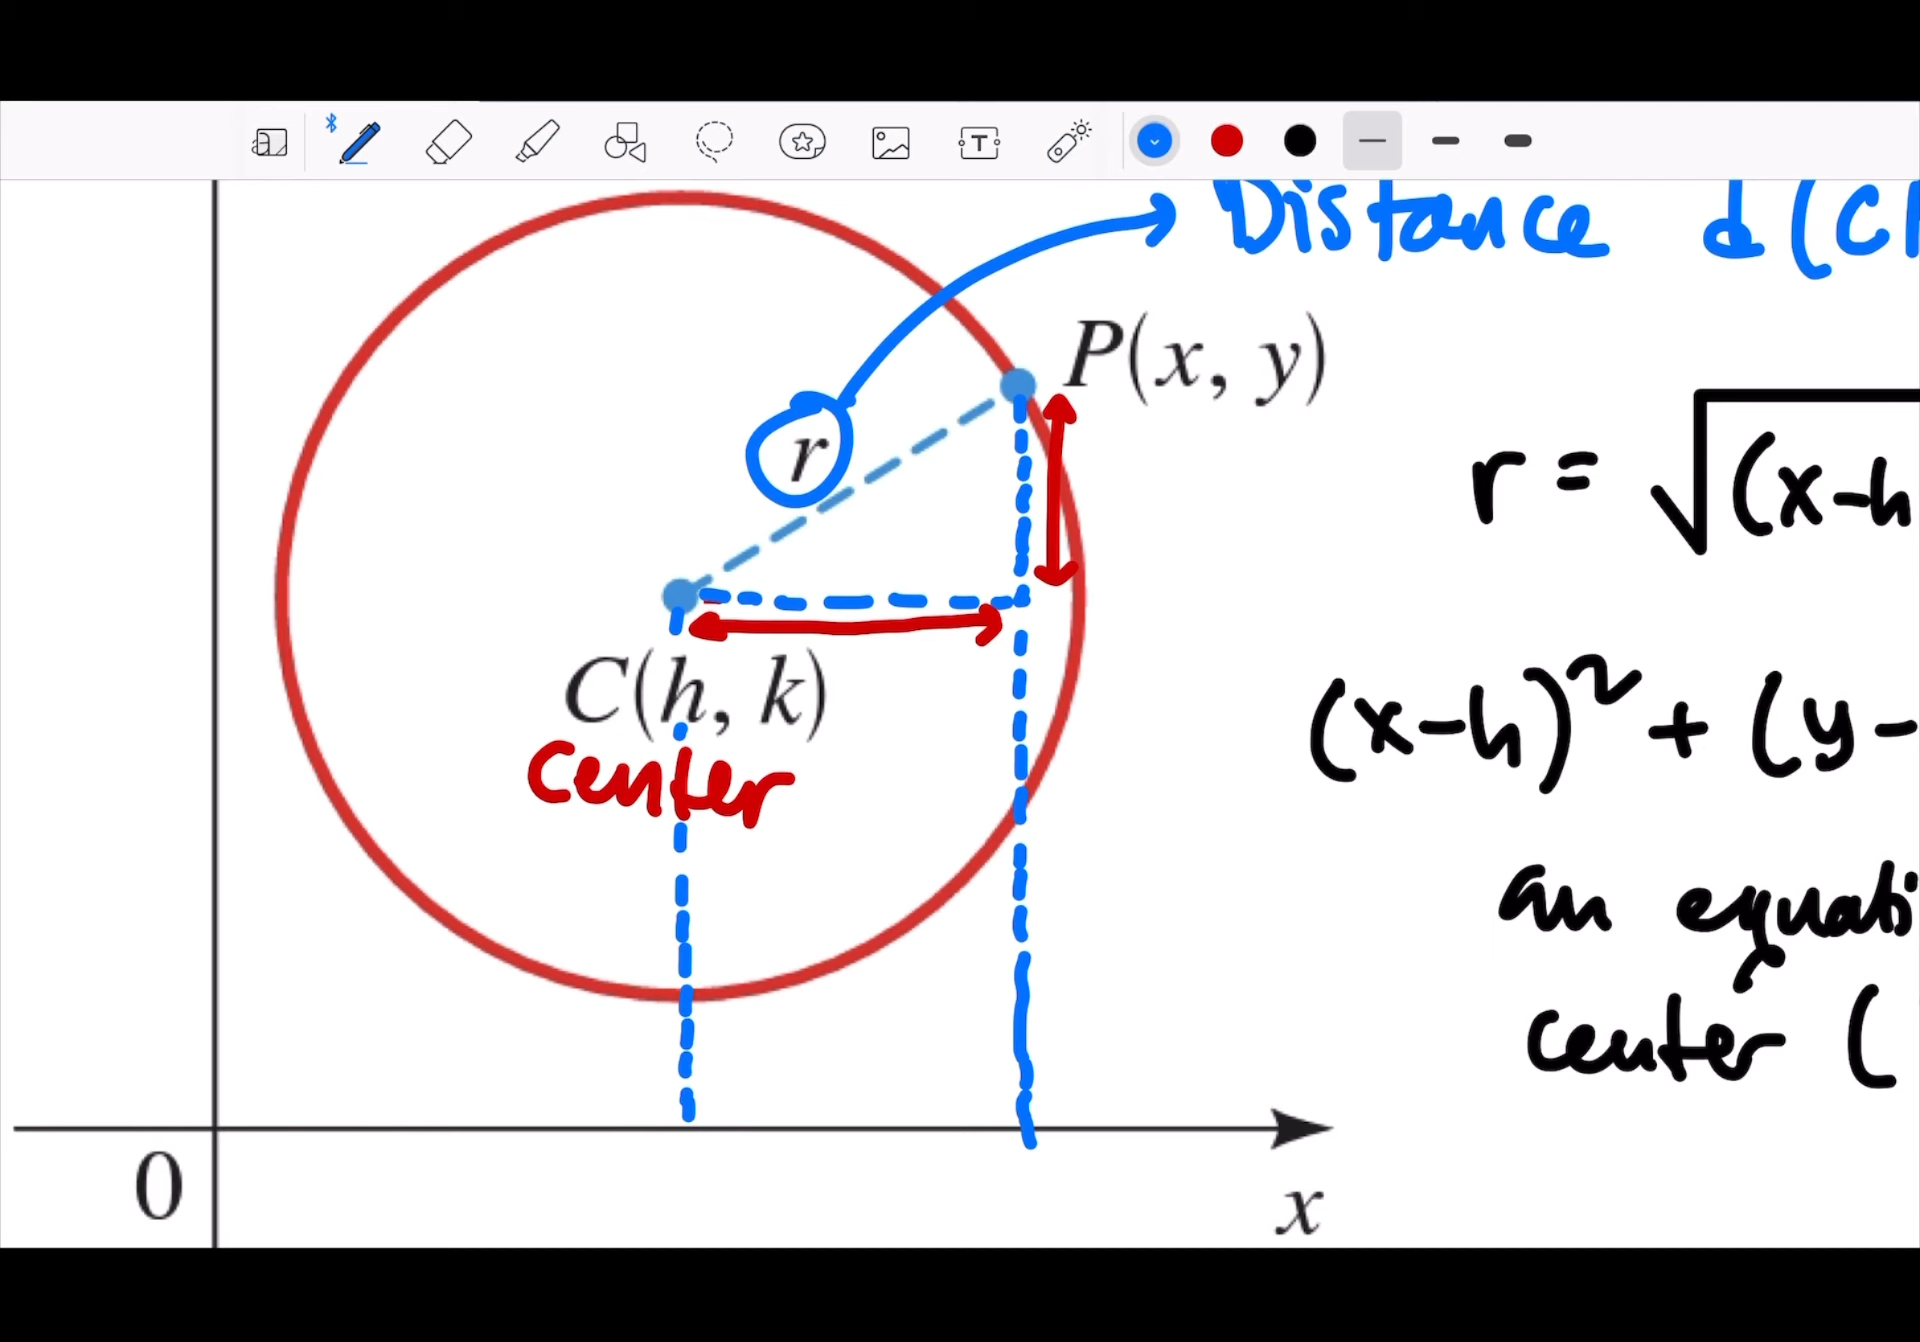 Distance d(C
P(x, y)
r
r = √(x-h
C(h, k)
center
(x-h)² + (y-
an equati
center (
0
x